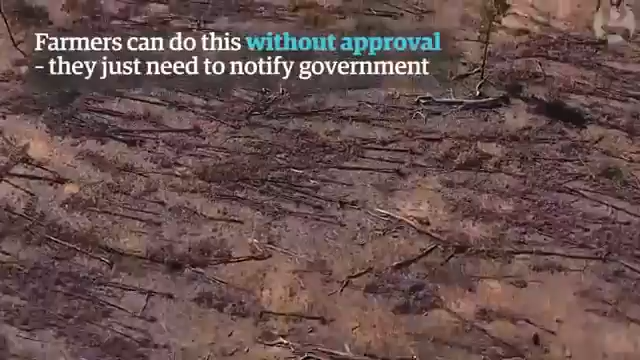 Farmers can do this without approval
– they just need to notify government